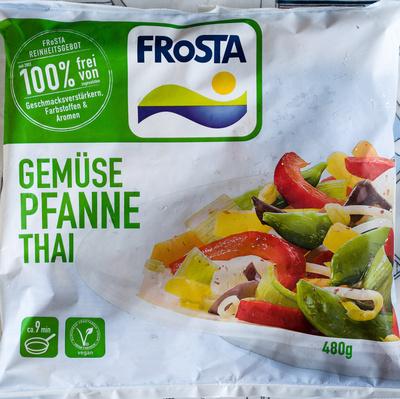 FRoSTA
REINHEITSGEBOT
100% frei
von
Geschmacksverstärkern,
Farbstoffen &
Aromen
FRoSTA
GEMÜSE
PFANNE
THAI
ca. 9 min
vegan
480g